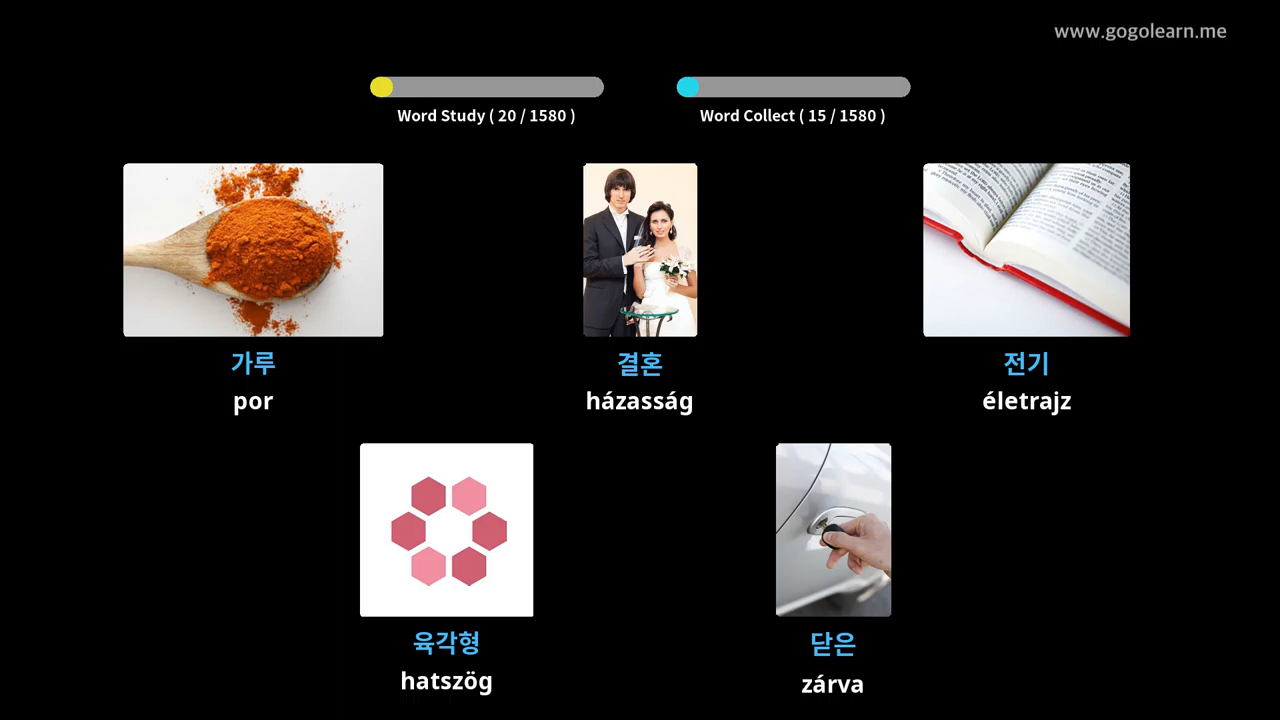 www.gogolearn.me
Word Study ( 20 / 1580 )
Word Collect ( 15 / 1580 )
가루
por
결혼
házasság
전기
életrajz
육각형
hatszög
닫은
zárva